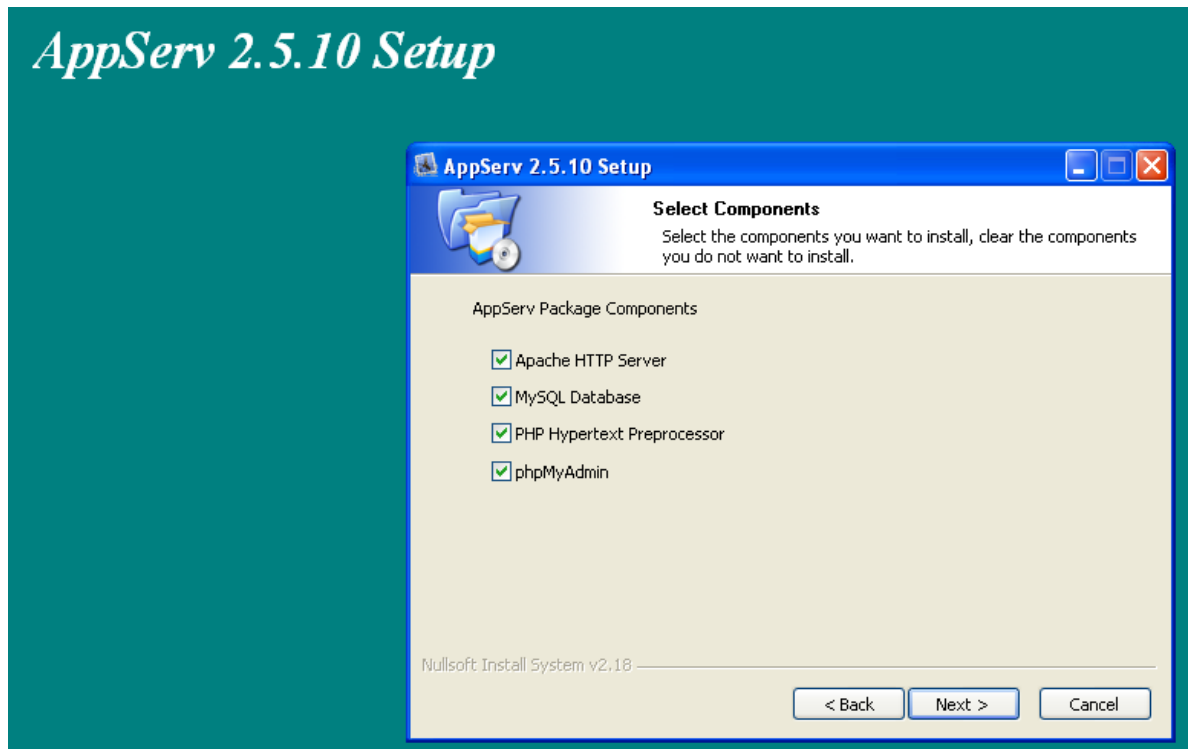 AppServ 2.5.10 Setup
AppServ 2.5.10 Setup
Select Components
Select the components you want to install, clear the components
you do not want to install.
AppServ Package Components
Apache HTTP Server
MySQL Database
PHP Hypertext Preprocessor
phpMyAdmin
Nullsoft Install System v2.18
< Back Next > Cancel